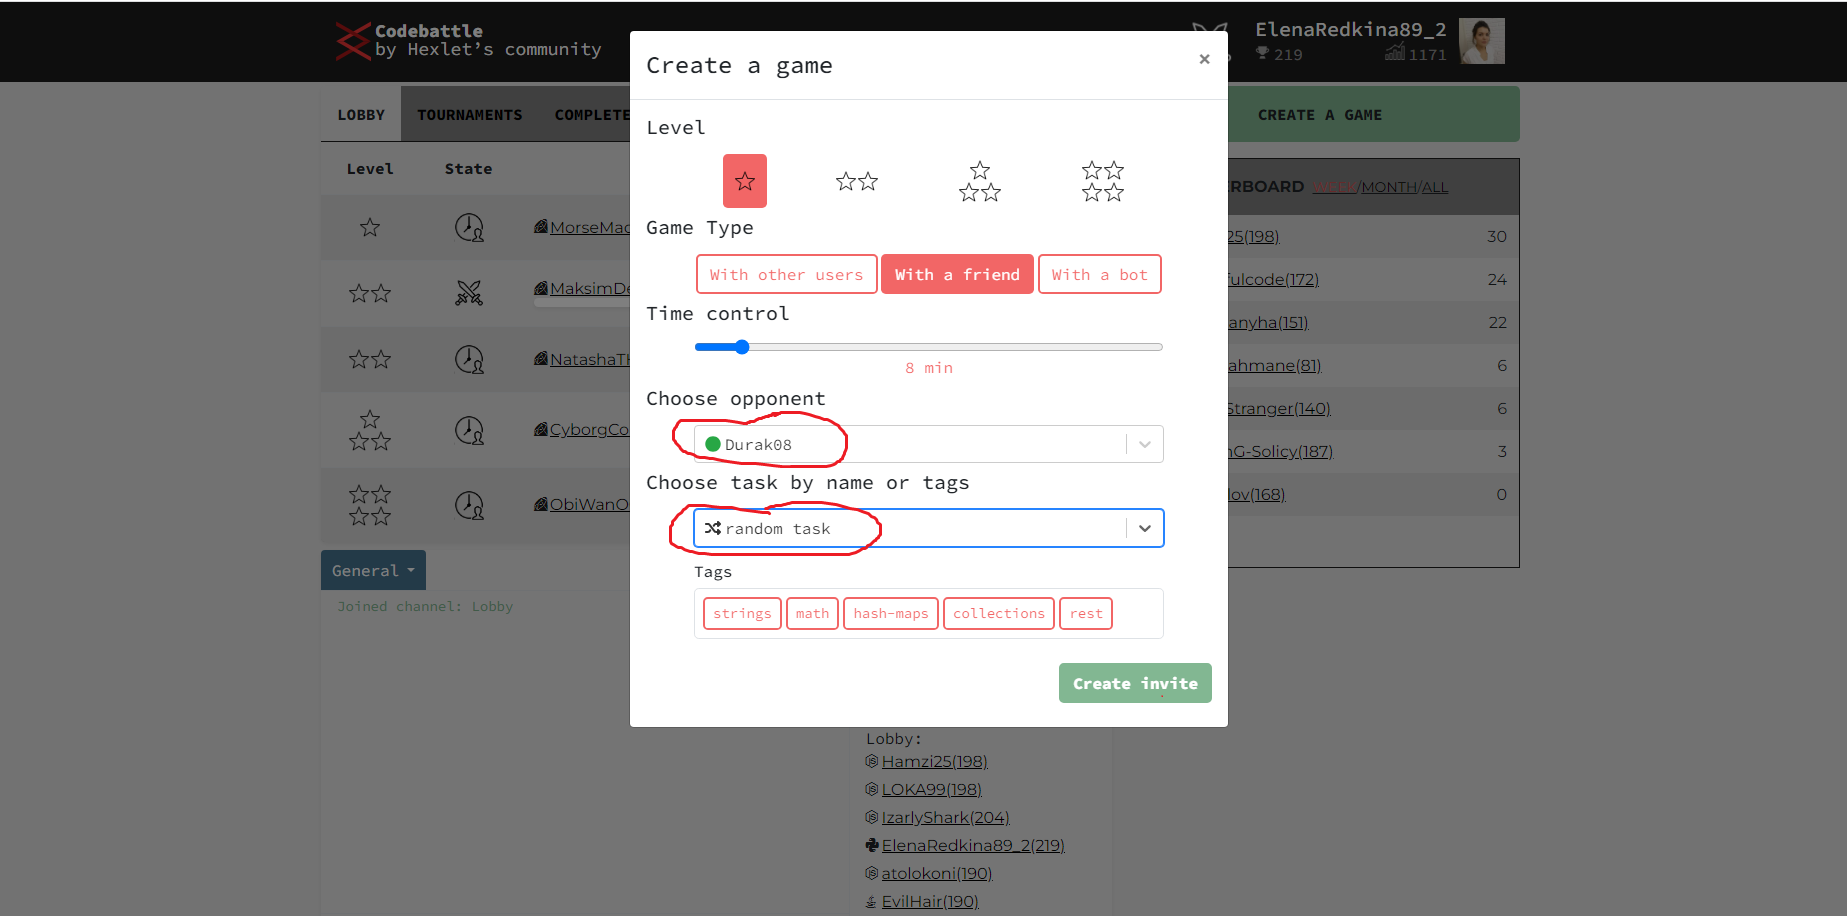 Codebattle
by Hexlet's community
ElenaRedkina89_2
219 1171
LOBBY TOURNAMENTS COMPLETE
CREATE A GAME
Level State
MorseMac
MaksimDe
NatashaT
CyborgCo
ObiWanO
General
Joined channel: Lobby
Create a game
×
Level
Game Type
With other users With a friend With a bot
Time control
8 min
Choose opponent
Durak08
Choose task by name or tags
random task
Tags
strings math hash-maps collections rest
Create invite
ERBOARD WEEK/MONTH/ALL
25(198) 30
fulcode(172) 24
anyha(151) 22
ahmane(81) 6
Stranger(140) 6
G-Solicy(187) 3
lov(168) 0
Lobby:
Hamzi25(198)
LOKA99(198)
IzarlyShark(204)
ElenaRedkina89_2(219)
atolokoni(190)
EvilHair(190)